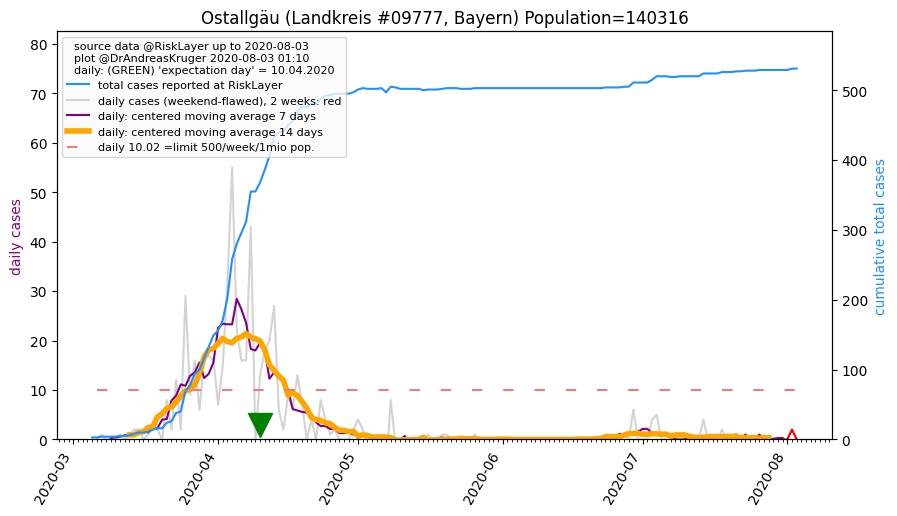 Ostallgäu (Landkreis #09777, Bayern) Population=140316
source data @RiskLayer up to 2020-08-03
plot @DrAndreasKruger 2020-08-03 01:10
daily: (GREEN) 'expectation day' = 10.04.2020
total cases reported at RiskLayer
daily cases (weekend-flawed), 2 weeks: red
daily: centered moving average 7 days
daily: centered moving average 14 days
daily 10.02 =limit 500/week/1mio pop.
daily cases
80
70
60
50
40
30
20
10
0
cumulative total cases
500
400
300
200
100
0
2020-03
2020-04
2020-05
2020-06
2020-07
2020-08